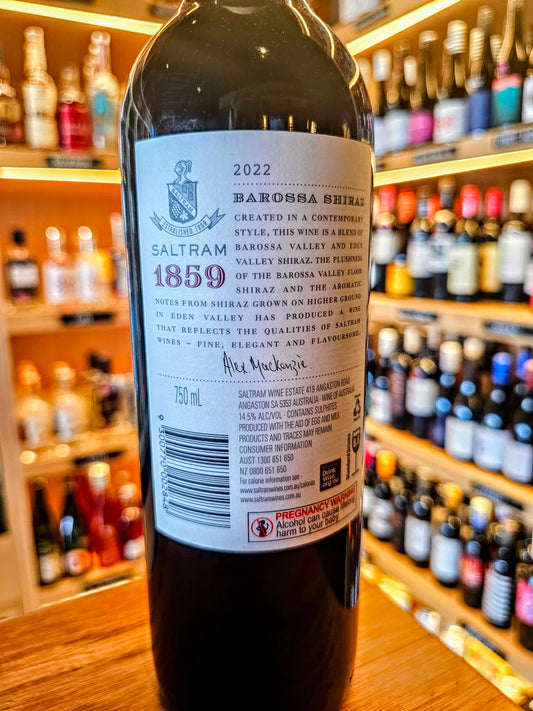 2022
BAROSSA SHIRAZ
CREATED IN A CONTEMPORARY
STYLE, THIS WINE IS A BLEND OF
BAROSSA VALLEY AND EDEN
VALLEY SHIRAZ. THE PLUSHNESS
OF THE BAROSSA VALLEY FLOOR
SHIRAZ AND THE AROMATIC
NOTES FROM SHIRAZ GROWN ON HIGHER GROUND
IN EDEN VALLEY HAS PRODUCED A WINE
THAT REFLECTS THE QUALITIES OF SALTRAM
WINES – FINE, ELEGANT AND FLAVOURSOME.
SALTRAM
ESTABLISHED 1859
SALTRAM
1859
Alex Mackenzie
750 mL
SALTRAM WINE ESTATE 419 ANGASTON ROAD
ANGASTON SA 5353 AUSTRALIA · WINE OF AUSTRALIA
14.5% ALC/VOL · CONTAINS SULPHITES
PRODUCED WITH THE AID OF EGG AND MILK
PRODUCTS AND TRACES MAY REMAIN.
CONSUMER INFORMATION
AUST 1300 651 650
NZ 0800 651 650
For calorie information see -
www.saltramwines.com.au/calories
www.saltramwines.com.au
Drink
Wise.
org.au
PREGNANCY WARNING
Alcohol can cause lifelong
harm to your baby